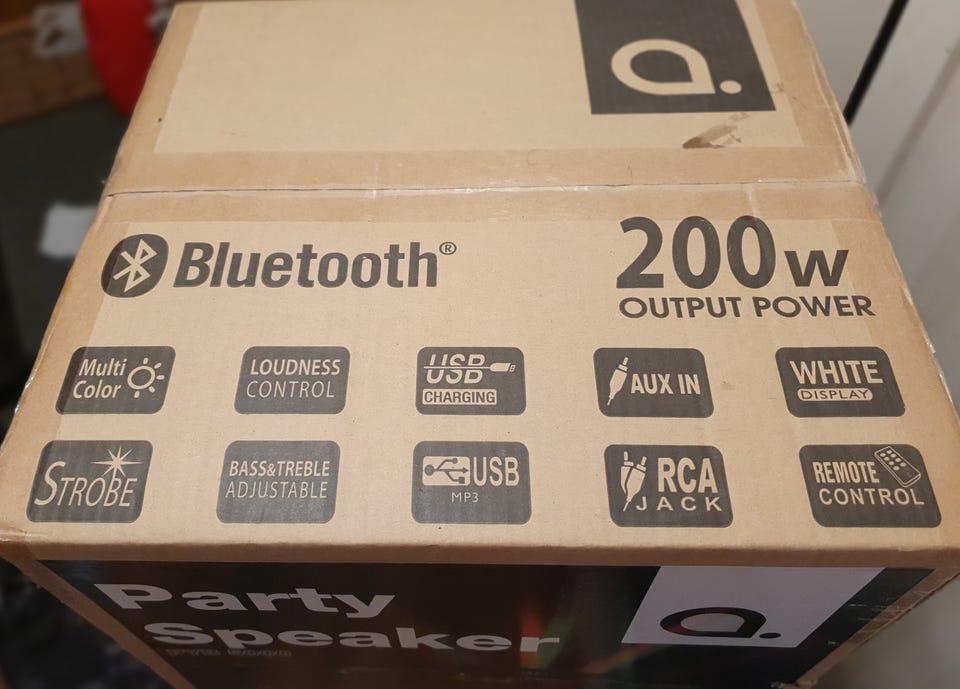 a.
Bluetooth®
200w
OUTPUT POWER
Multi
Color
LOUDNESS
CONTROL
USB
CHARGING
AUX IN
WHITE
DISPLAY
STROBE
BASS&TREBLE
ADJUSTABLE
USB
MP3
RCA
JACK
REMOTE
CONTROL
Party
Speaker
a.